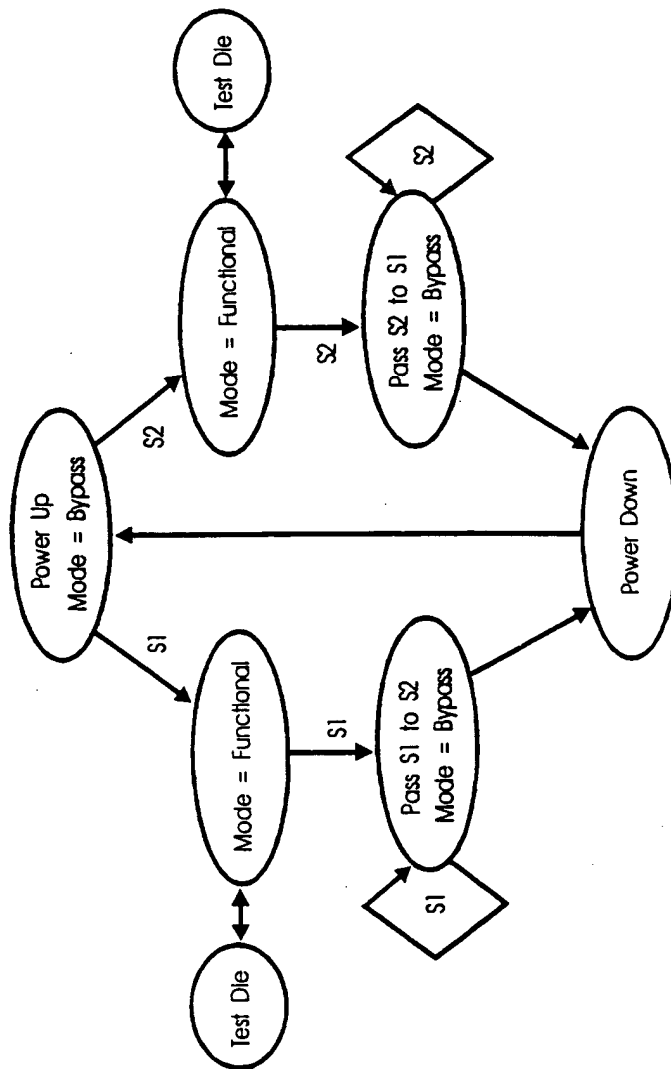 Power Up
Mode = Bypass
S1
S2
Test Die
Mode = Functional
Mode = Functional
Test Die
S1
S2
S1
Pass S1 to S2
Mode = Bypass
Pass S2 to S1
Mode = Bypass
S2
Power Down